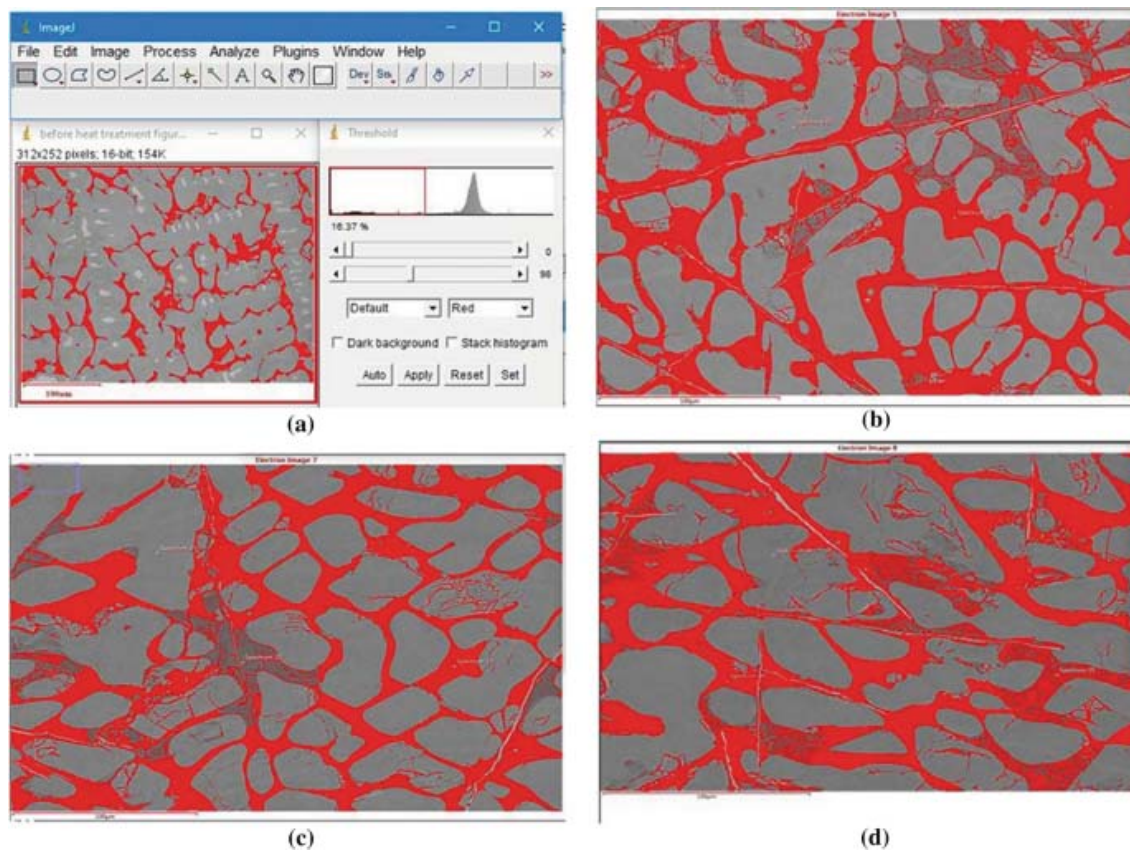 ImageJ
File Edit Image Process Analyze Plugins Window Help
Dev Stk >>
before heat treatment figur...
312x252 pixels; 16-bit; 154K
Threshold
16.37 %
0
98
Default Red
Dark background Stack histogram
Auto Apply Reset Set
(a)
Electron Image 5
(b)
Electron Image 7
100µm
(c)
(d)